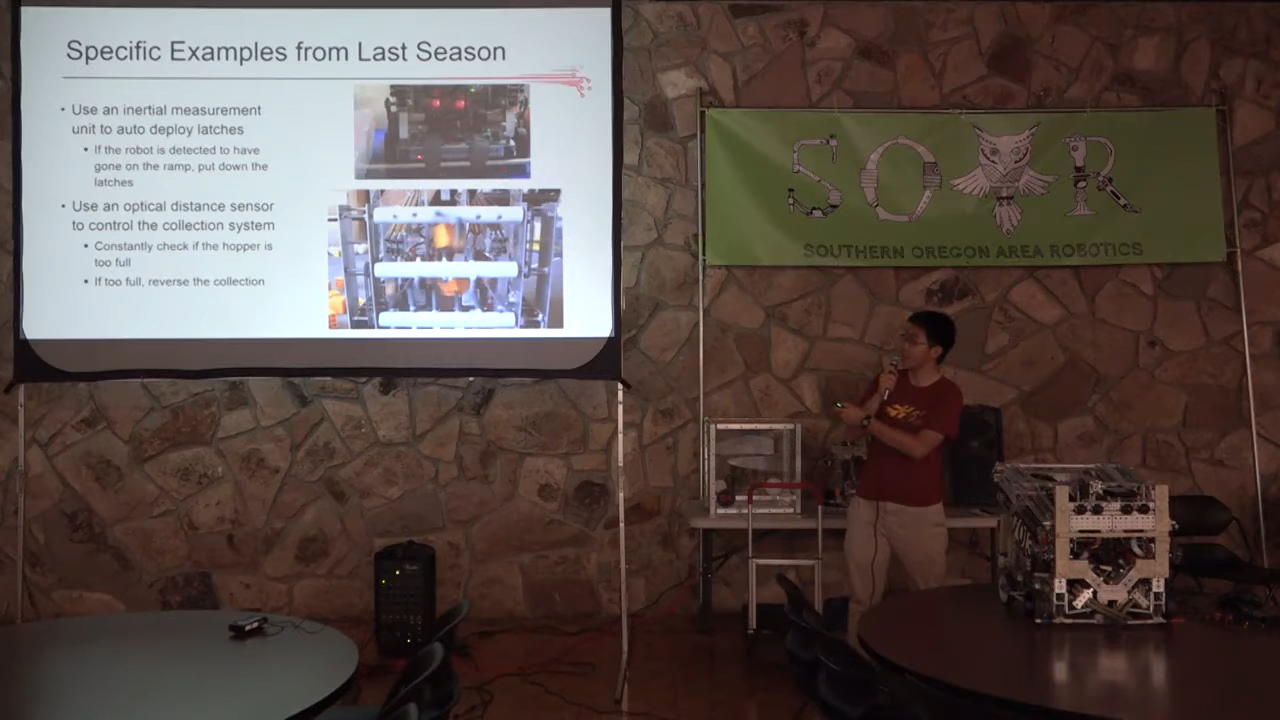 Specific Examples from Last Season
• Use an inertial measurement
unit to auto deploy latches
• If the robot is detected to have
gone on the ramp, put down the
latches
• Use an optical distance sensor
to control the collection system
• Constantly check if the hopper is
too full
• If too full, reverse the collection
SOAR
SOUTHERN OREGON AREA ROBOTICS